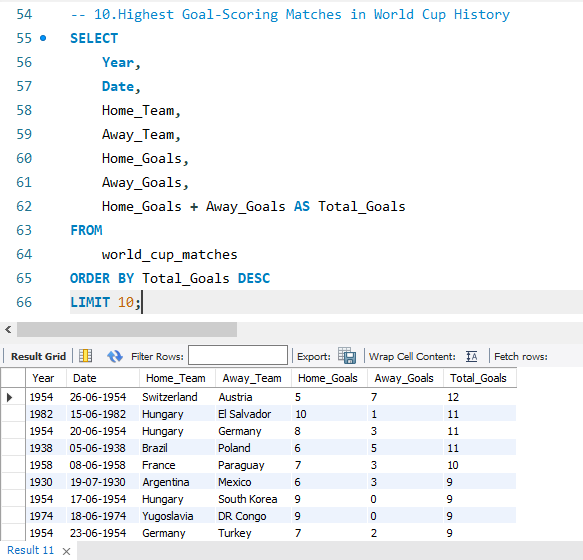 54 -- 10.Highest Goal-Scoring Matches in World Cup History
55 SELECT
56 Year,
57 Date,
58 Home_Team,
59 Away_Team,
60 Home_Goals,
61 Away_Goals,
62 Home_Goals + Away_Goals AS Total_Goals
63 FROM
64 world_cup_matches
65 ORDER BY Total_Goals DESC
66 LIMIT 10;
Result Grid Filter Rows: Export: Wrap Cell Content: Fetch rows:
Year Date Home_Team Away_Team Home_Goals Away_Goals Total_Goals
1954 26-06-1954 Switzerland Austria 5 7 12
1982 15-06-1982 Hungary El Salvador 10 1 11
1954 20-06-1954 Hungary Germany 8 3 11
1938 05-06-1938 Brazil Poland 6 5 11
1958 08-06-1958 France Paraguay 7 3 10
1930 19-07-1930 Argentina Mexico 6 3 9
1954 17-06-1954 Hungary South Korea 9 0 9
1974 18-06-1974 Yugoslavia DR Congo 9 0 9
1954 23-06-1954 Germany Turkey 7 2 9
Result 11